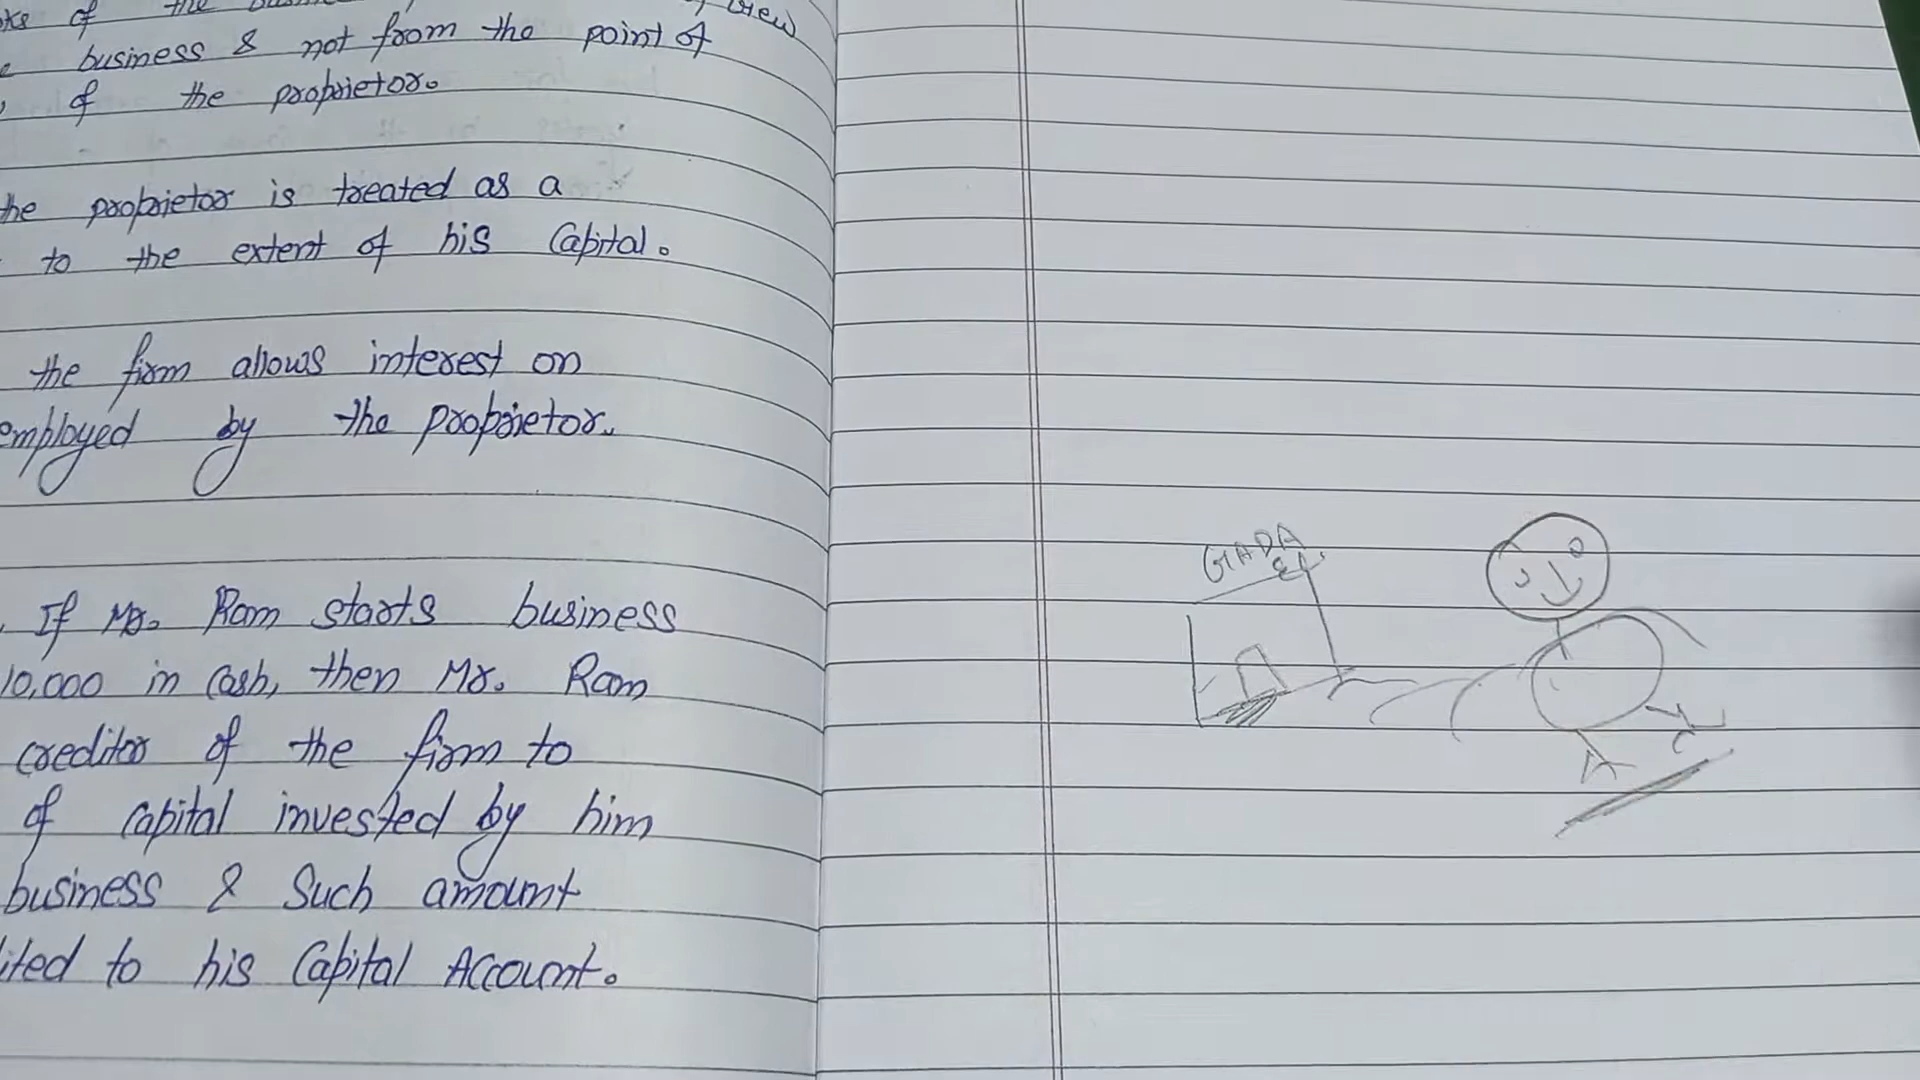 of the
business & not from the point of view
of the proprietor.
the proprietor is treated as a
to the extent of his Capital.
the firm allows interest on
employed by the proprietor.
If Mr. Ram starts business
10,000 in Cash, then Mr. Ram
creditor of the firm to
of capital invested by him
business & Such amount
ited to his Capital Account.
GADA